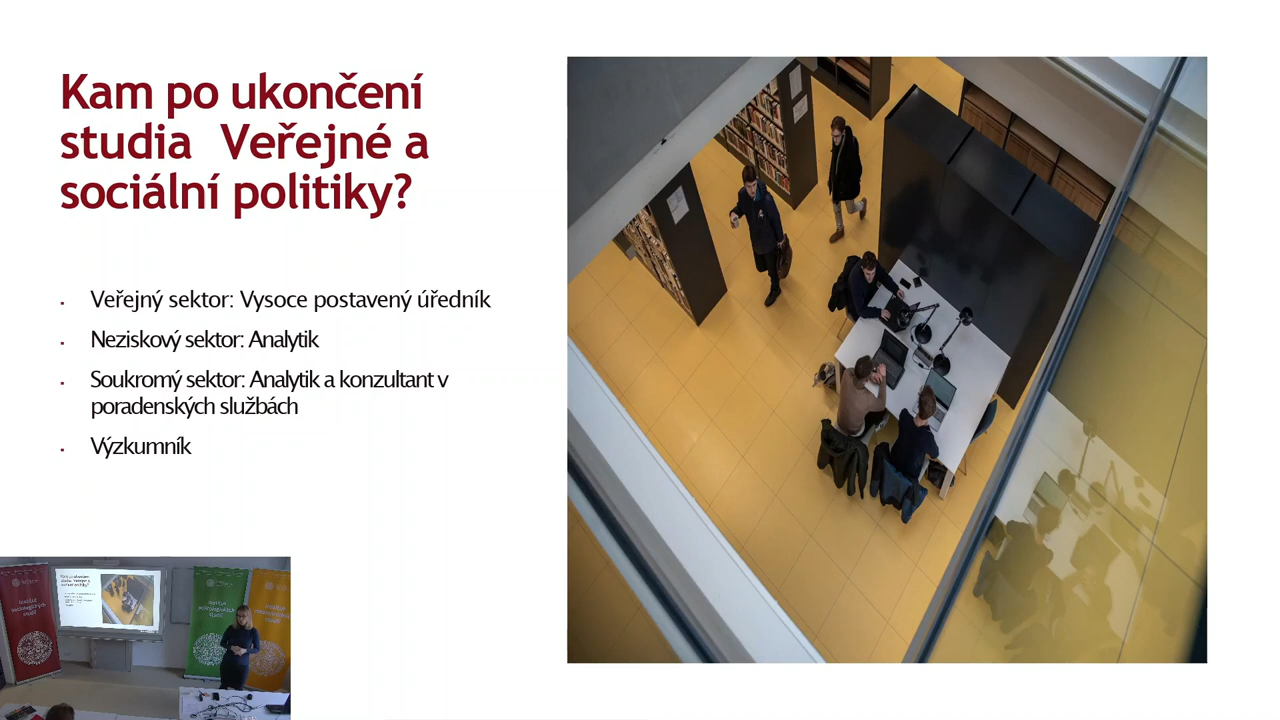 Kam po ukončení
studia Veřejné a
sociální politiky?
Veřejný sektor: Vysoce postavený úředník
Neziskový sektor: Analytik
Soukromý sektor: Analytik a konzultant v
poradenských službách
Výzkumník